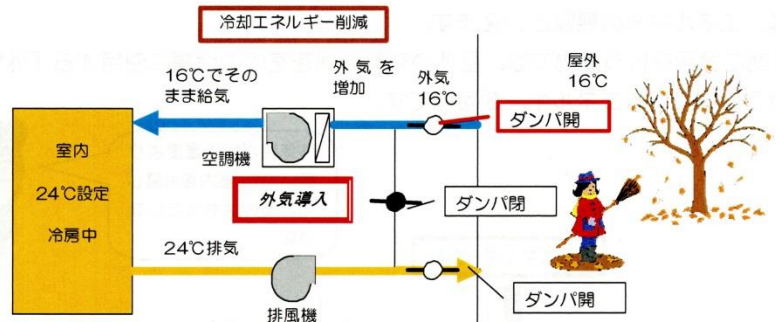 冷却エネルギー削減
16℃でその
まま給気
外気を
増加
外気
16℃
屋外
16℃
ダンパ開
室内
24℃設定
冷房中
空調機
外気導入
ダンパ閉
24℃排気
ダンパ開
排風機